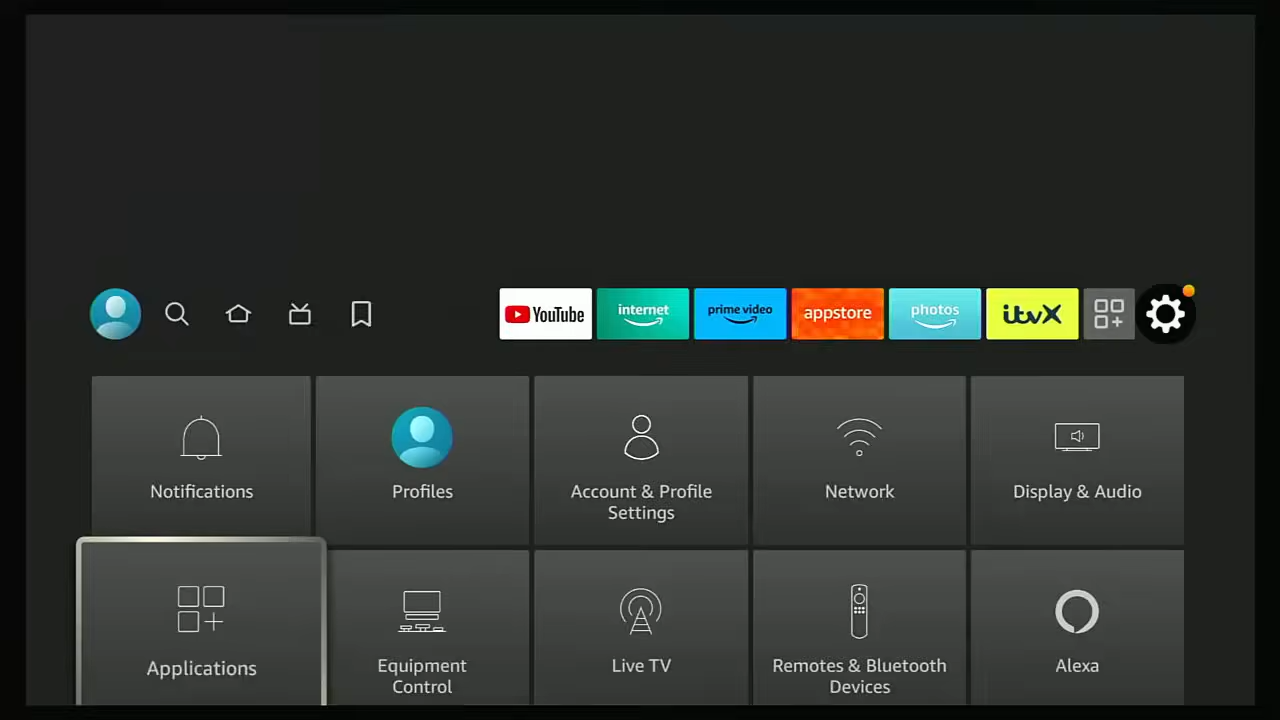 YouTube
internet
prime video
appstore
photos
itvX
Notifications
Profiles
Account & Profile
Settings
Network
Display & Audio
Applications
Equipment
Control
Live TV
Remotes & Bluetooth
Devices
Alexa